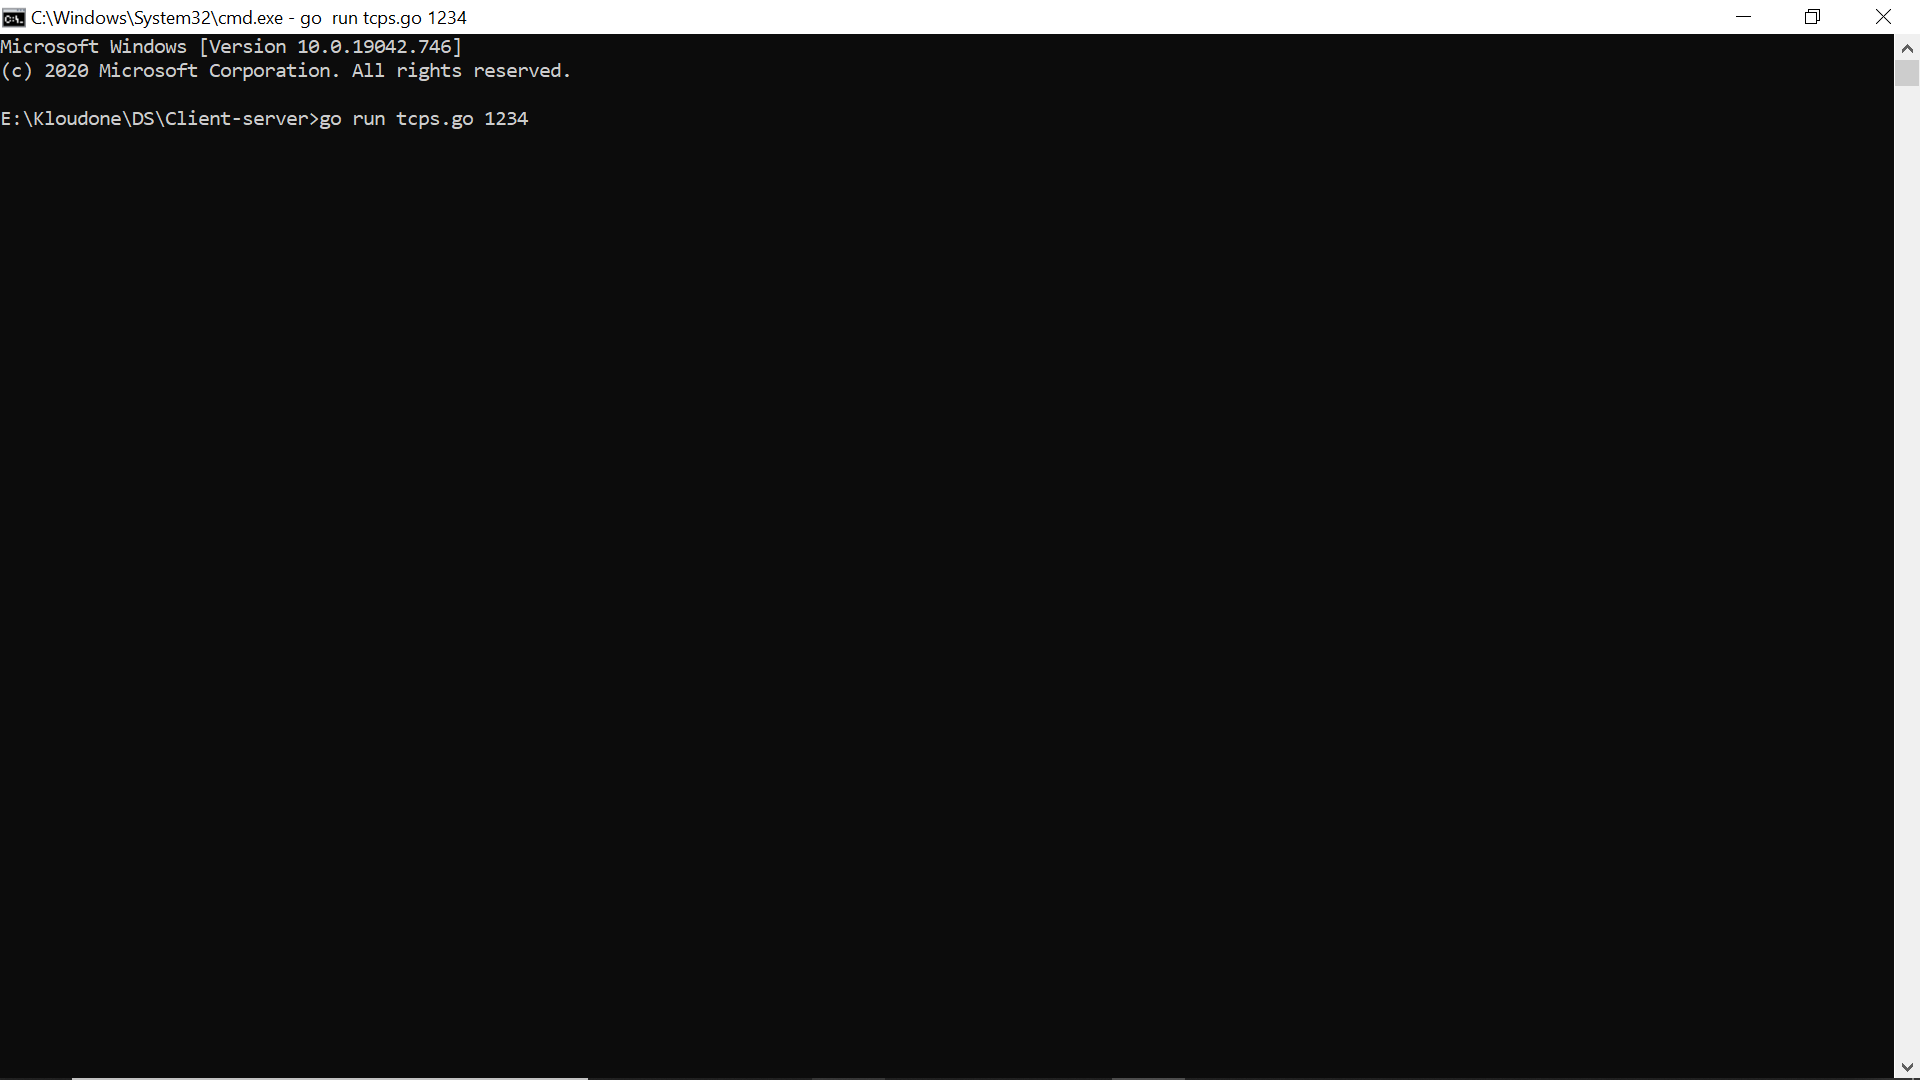 C:\Windows\System32\cmd.exe - go  run tcps.go 1234
Microsoft Windows [Version 10.0.19042.746]
(c) 2020 Microsoft Corporation. All rights reserved.
E:\Kloudone\DS\Client-server>go run tcps.go 1234